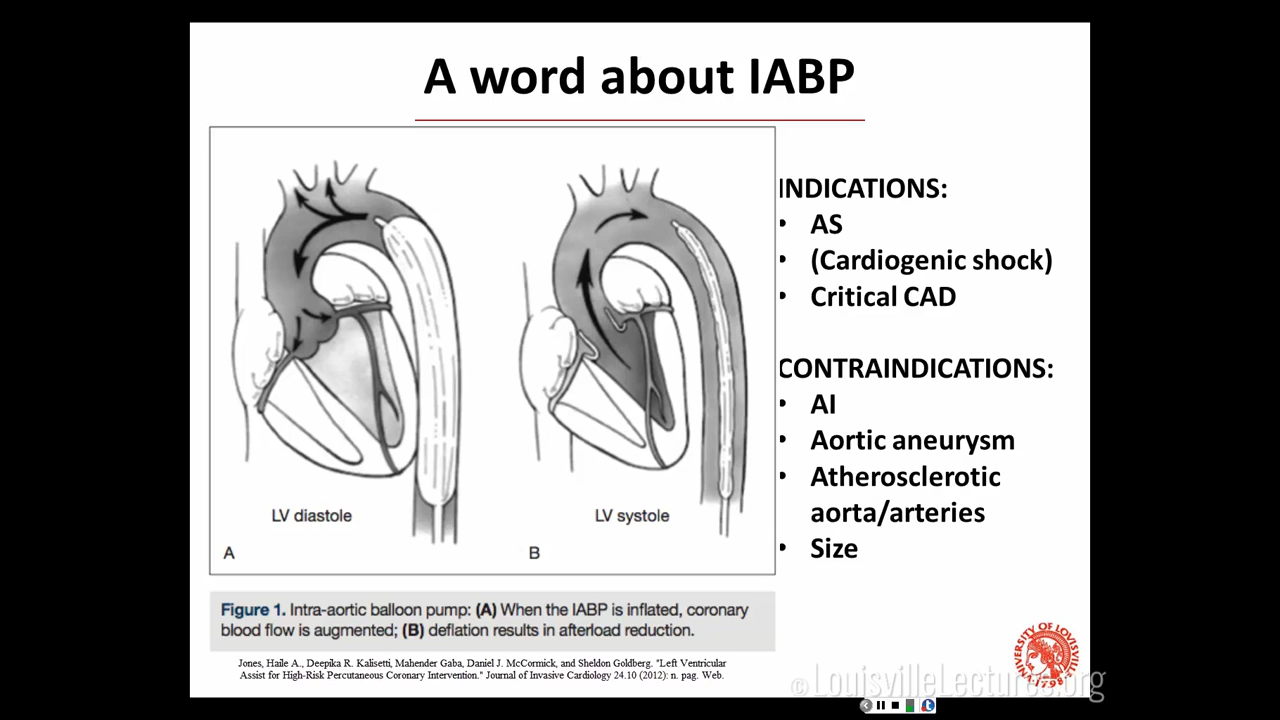 A word about IABP
LV diastole
LV systole
A
B
INDICATIONS:
• AS
• (Cardiogenic shock)
• Critical CAD
CONTRAINDICATIONS:
• AI
• Aortic aneurysm
• Atherosclerotic
aorta/arteries
• Size
Figure 1. Intra-aortic balloon pump: (A) When the IABP is inflated, coronary
blood flow is augmented; (B) deflation results in afterload reduction.
Jones, Haile A., Deepika R. Kalisetti, Mahender Gaba, Daniel J. McCormick, and Sheldon Goldberg. "Left Ventricular
Assist for High-Risk Percutaneous Coronary Intervention." Journal of Invasive Cardiology 24.10 (2012): n. pag. Web.
UNIVERSITY OF LOUISVILLE
1798
© LouisvilleLectures.org